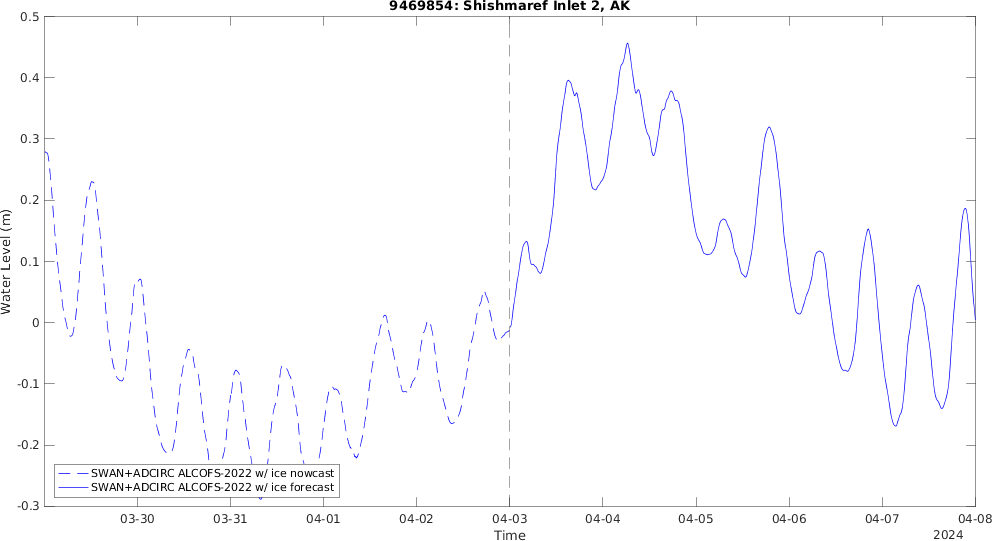 9469854: Shishmaref Inlet 2, AK
0.5
0.4
0.3
0.2
0.1
0
-0.1
-0.2
-0.3
Water Level (m)
SWAN+ADCIRC ALCOFS-2022 w/ ice nowcast
SWAN+ADCIRC ALCOFS-2022 w/ ice forecast
03-30 03-31 04-01 04-02 04-03 04-04 04-05 04-06 04-07 04-08
Time
2024